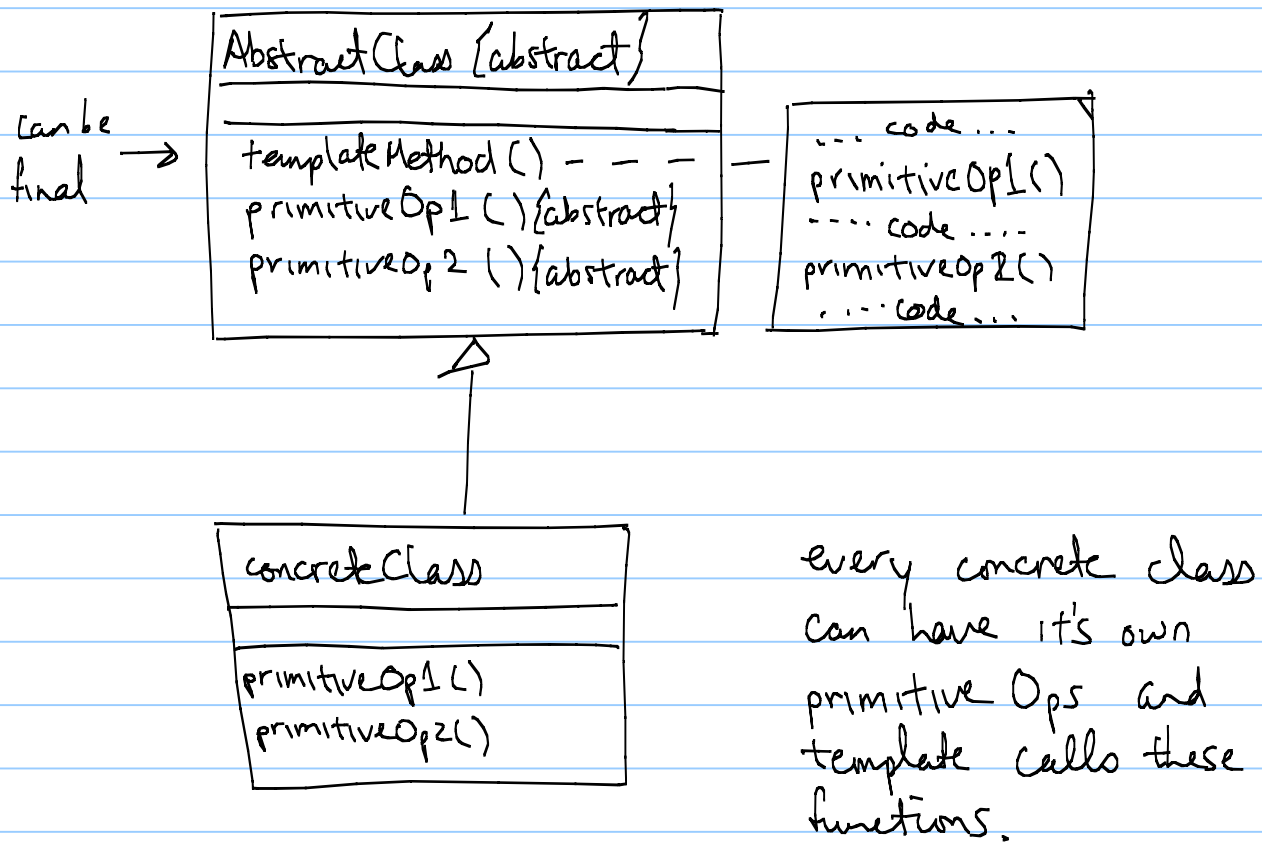 AbstractClass {abstract}
can be
final →
templateMethod() - - - -
primitiveOp1 () {abstract}
primitiveOp2 () {abstract}
.... code ...
primitiveOp1()
---- code ....
primitiveOp2()
. .-- code ...
concreteClass
primitiveOp1()
primitiveOp2()
every concrete class
can have it's own
primitive Ops and
template calls these
functions.